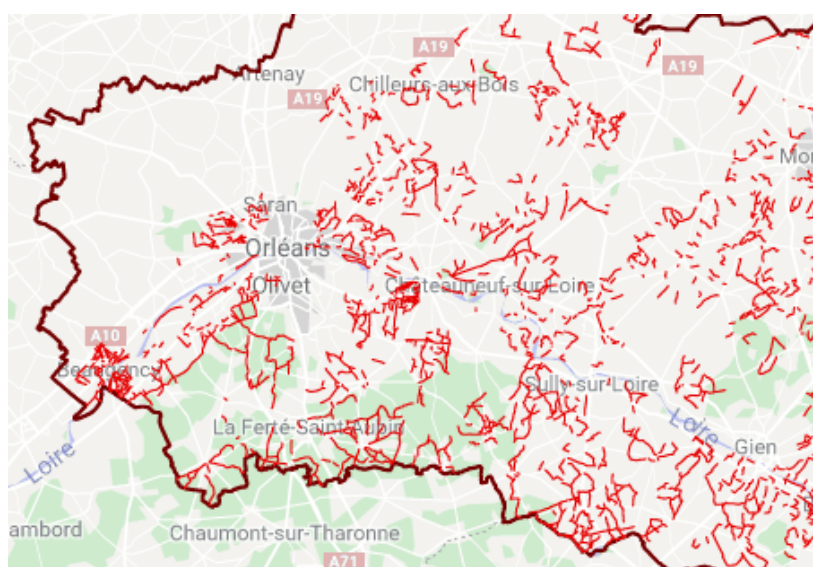 A19
A19
Artenay
Chilleurs-aux-Bois
A19
Mon
Saran
Orléans
Olivet
Châteauneuf-sur-Loire
A10
Beaugency
Sully-sur-Loire
La Ferté-Saint-Aubin
Loire
Gien
Loire
ambord
Chaumont-sur-Tharonne
A71